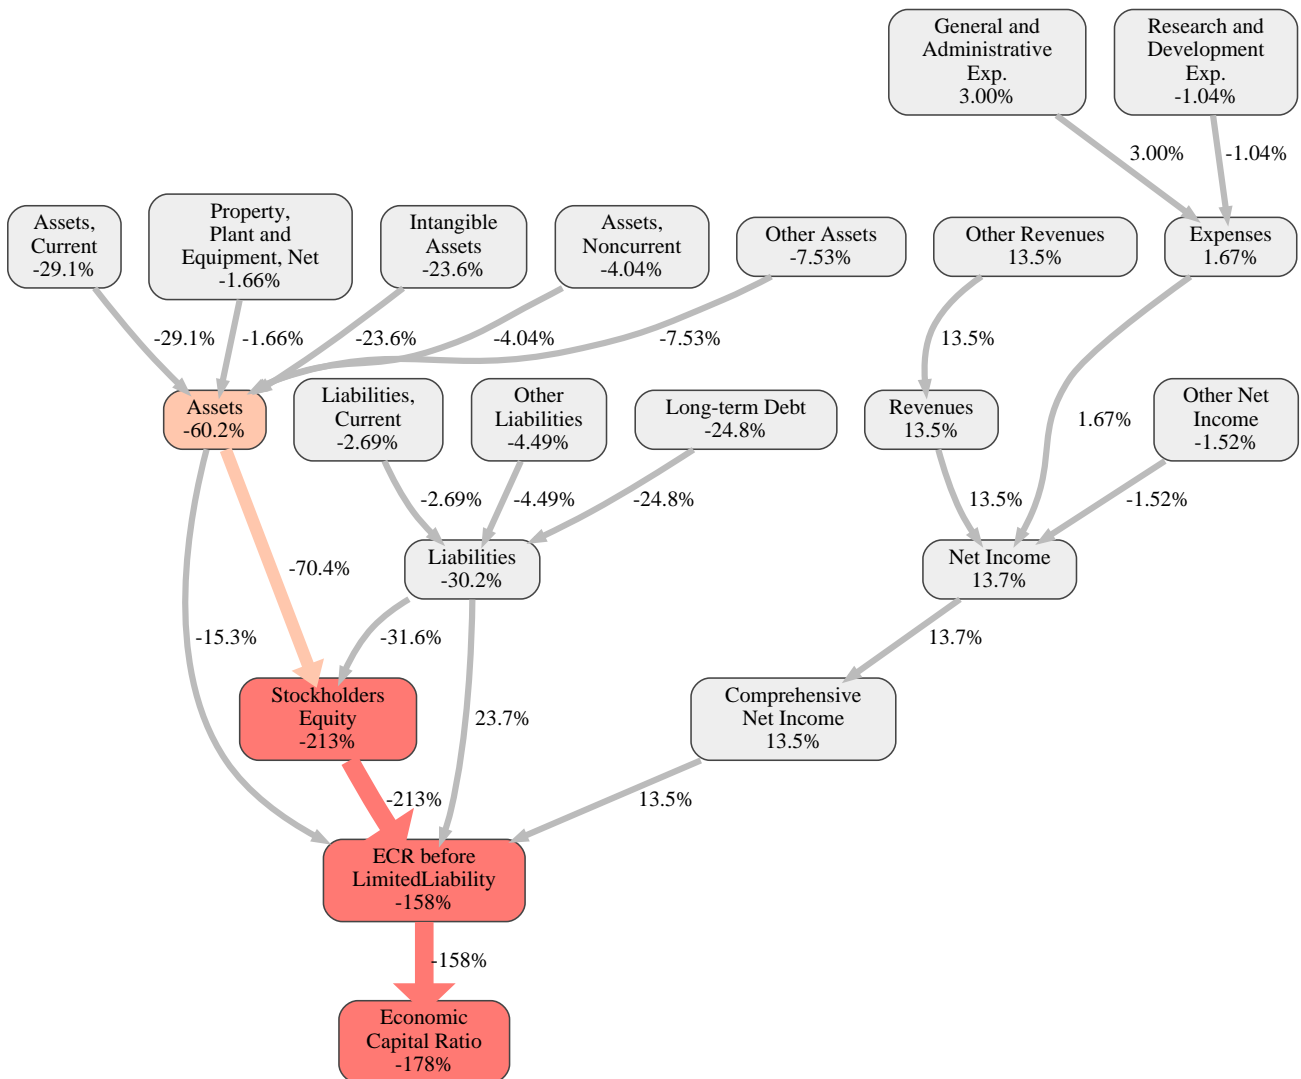 General and
Administrative
Exp.
3.00%
Research and
Development
Exp.
-1.04%
3.00%
-1.04%
Assets,
Current
-29.1%
Property,
Plant and
Equipment, Net
-1.66%
Intangible
Assets
-23.6%
Assets,
Noncurrent
-4.04%
Other Assets
-7.53%
Other Revenues
13.5%
Expenses
1.67%
-29.1%
-1.66%
-23.6%
-4.04%
-7.53%
13.5%
1.67%
Assets
-60.2%
Liabilities,
Current
-2.69%
Other
Liabilities
-4.49%
Long-term Debt
-24.8%
Revenues
13.5%
Other Net
Income
-1.52%
-2.69%
-4.49%
-24.8%
13.5%
-1.52%
-70.4%
Liabilities
-30.2%
Net Income
13.7%
-15.3%
-31.6%
23.7%
13.7%
Stockholders
Equity
-213%
Comprehensive
Net Income
13.5%
-213%
13.5%
ECR before
LimitedLiability
-158%
-158%
Economic
Capital Ratio
-178%